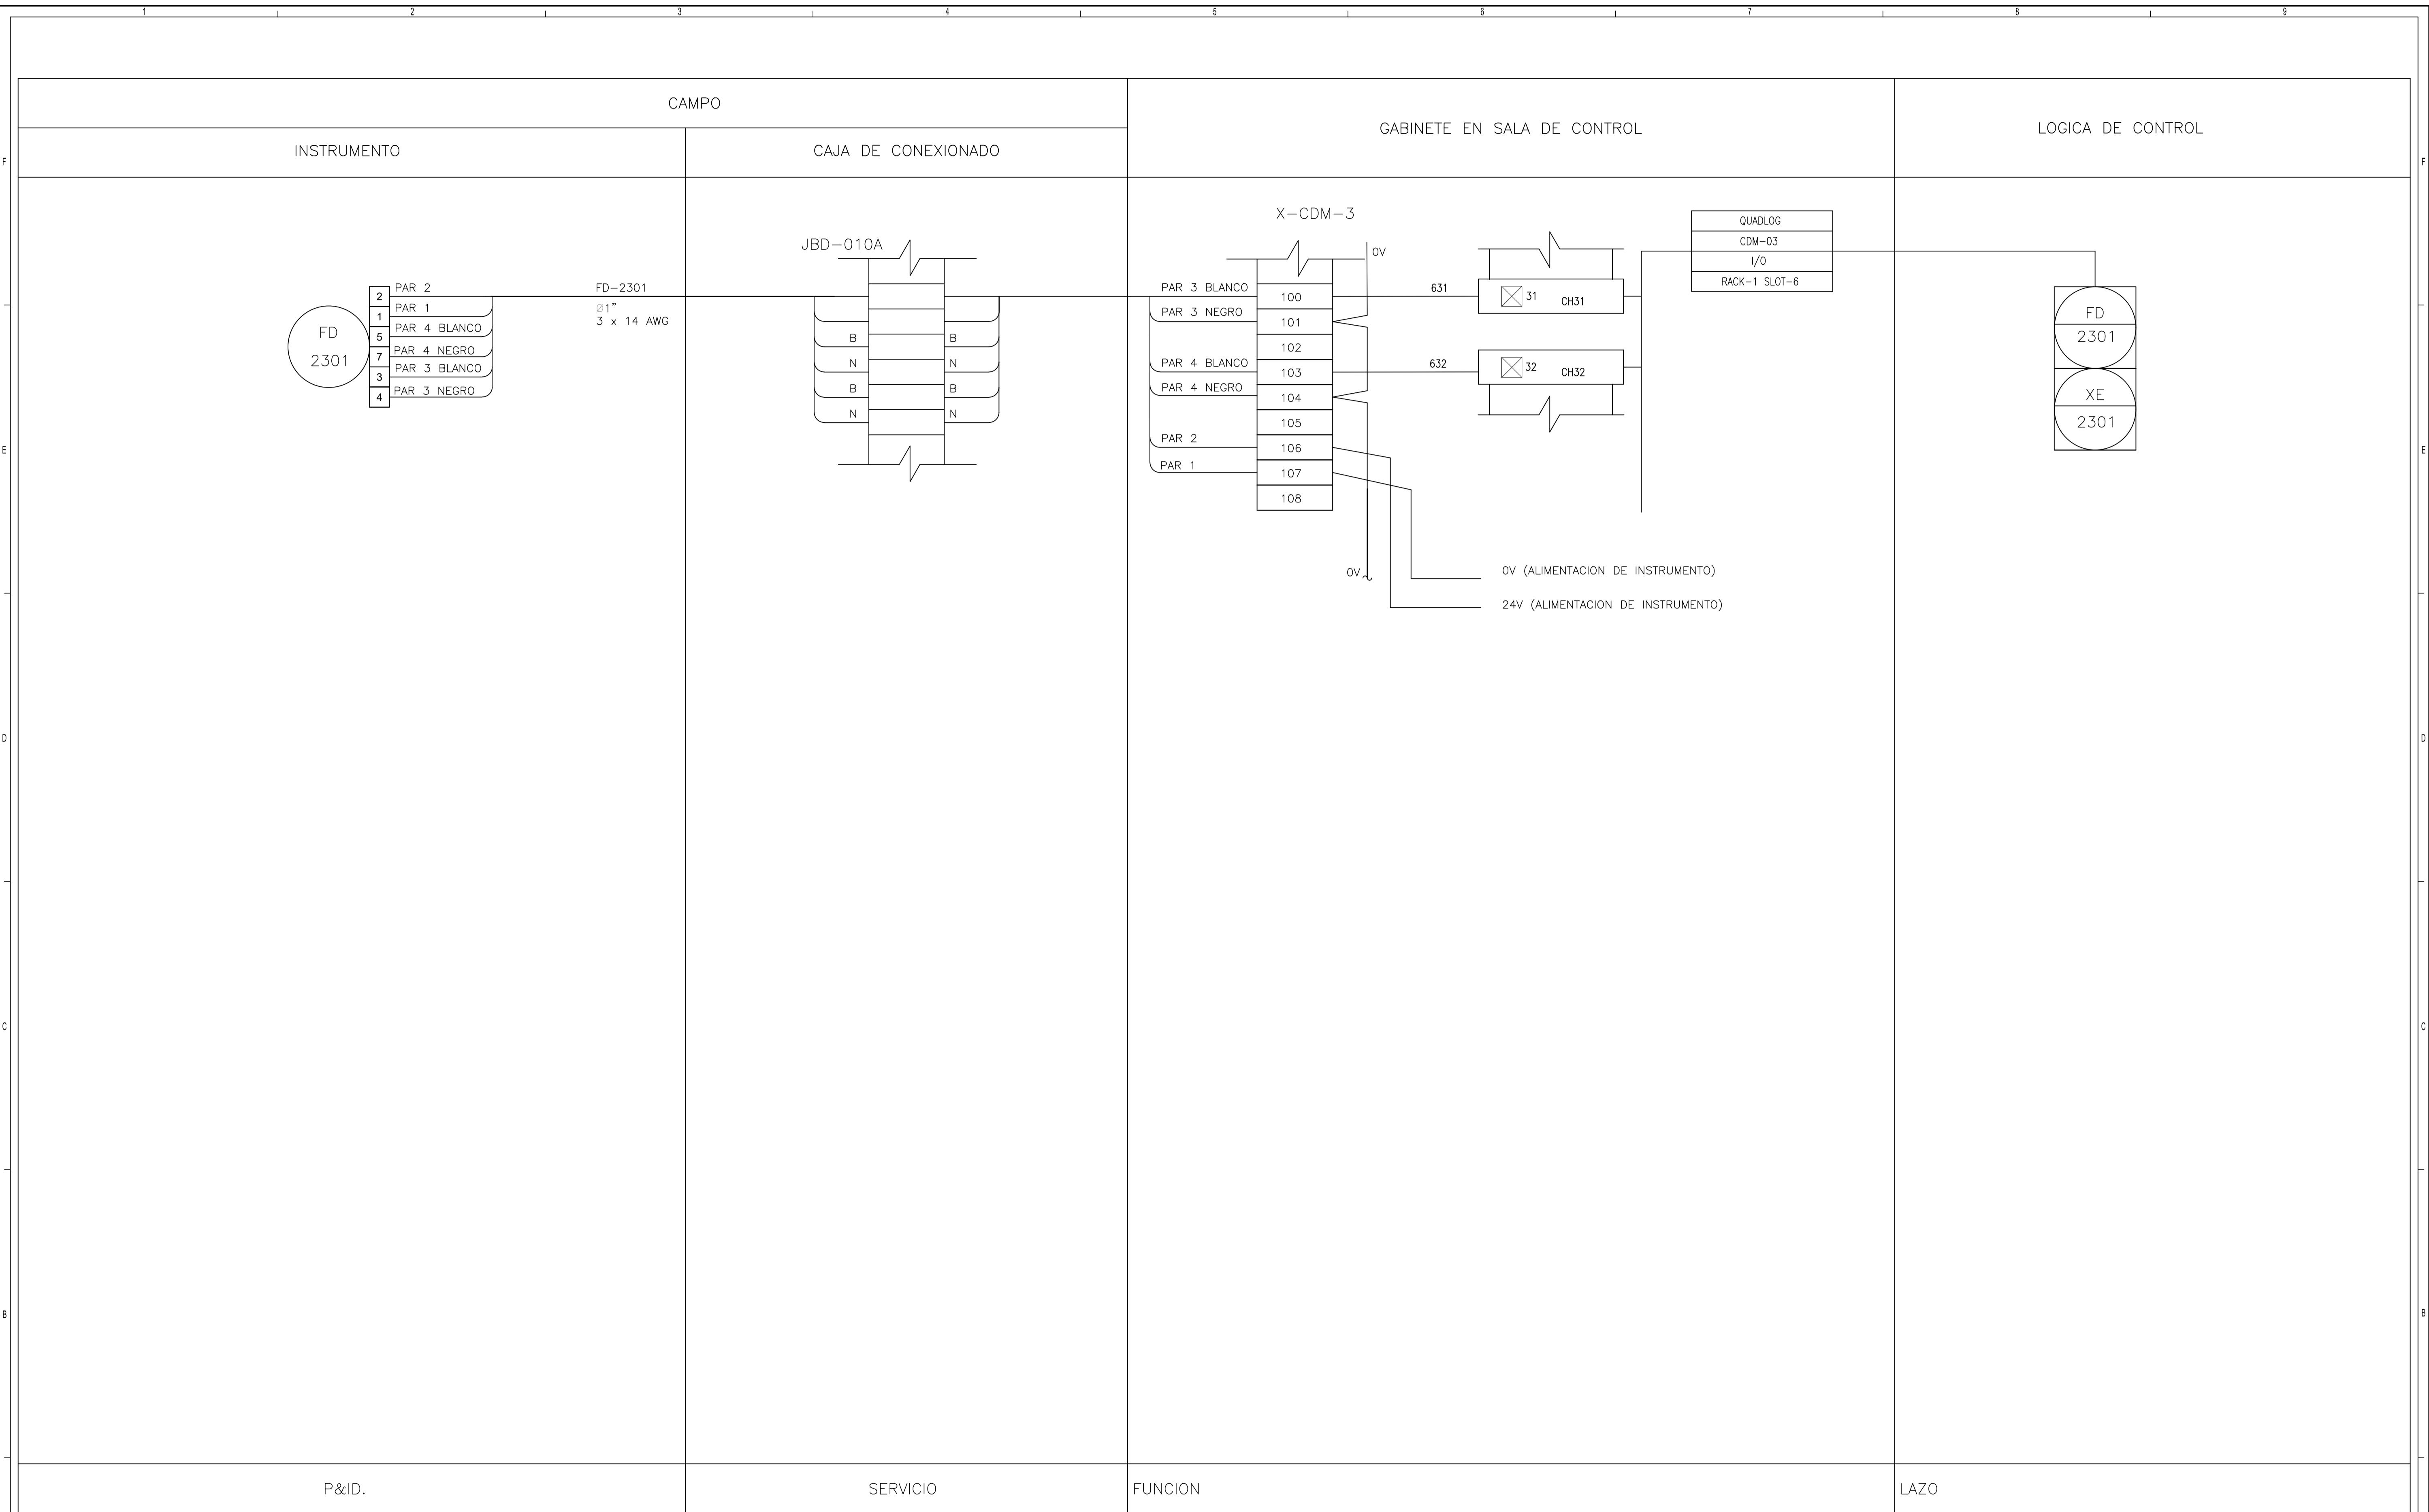 1 2 3 4 5 6 7 8 9
CAMPO
GABINETE EN SALA DE CONTROL
LOGICA DE CONTROL
INSTRUMENTO
CAJA DE CONEXIONADO
F
F
FD
2301
2 PAR 2
1 PAR 1
5 PAR 4 BLANCO
7 PAR 4 NEGRO
3 PAR 3 BLANCO
4 PAR 3 NEGRO
FD-2301
Ø1"
3 x 14 AWG
JBD-010A
B B
N N
B B
N N
X-CDM-3
0V
PAR 3 BLANCO 100
PAR 3 NEGRO 101
102
PAR 4 BLANCO 103
PAR 4 NEGRO 104
105
PAR 2 106
PAR 1 107
108
631
632
31 CH31
32 CH32
QUADLOG
CDM-03
I/O
RACK-1 SLOT-6
FD
2301
XE
2301
0V
0V (ALIMENTACION DE INSTRUMENTO)
24V (ALIMENTACION DE INSTRUMENTO)
E
E
D
D
C
C
B
B
P&ID.
SERVICIO
FUNCION
LAZO